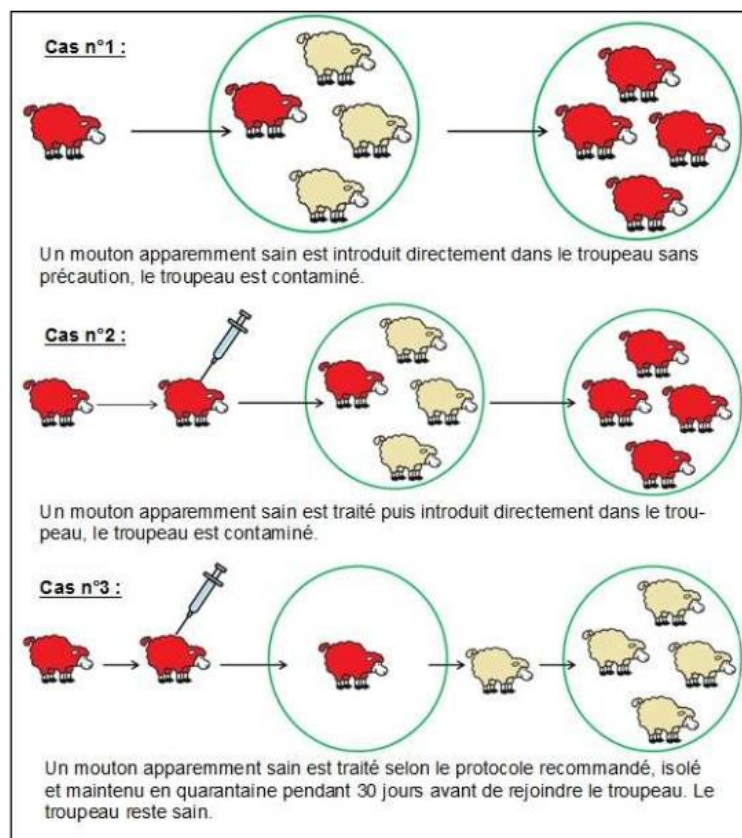 Cas n°1 :
Un mouton apparemment sain est introduit directement dans le troupeau sans
précaution, le troupeau est contaminé.
Cas n°2 :
Un mouton apparemment sain est traité puis introduit directement dans le trou-
peau, le troupeau est contaminé.
Cas n°3 :
Un mouton apparemment sain est traité selon le protocole recommandé, isolé
et maintenu en quarantaine pendant 30 jours avant de rejoindre le troupeau. Le
troupeau reste sain.